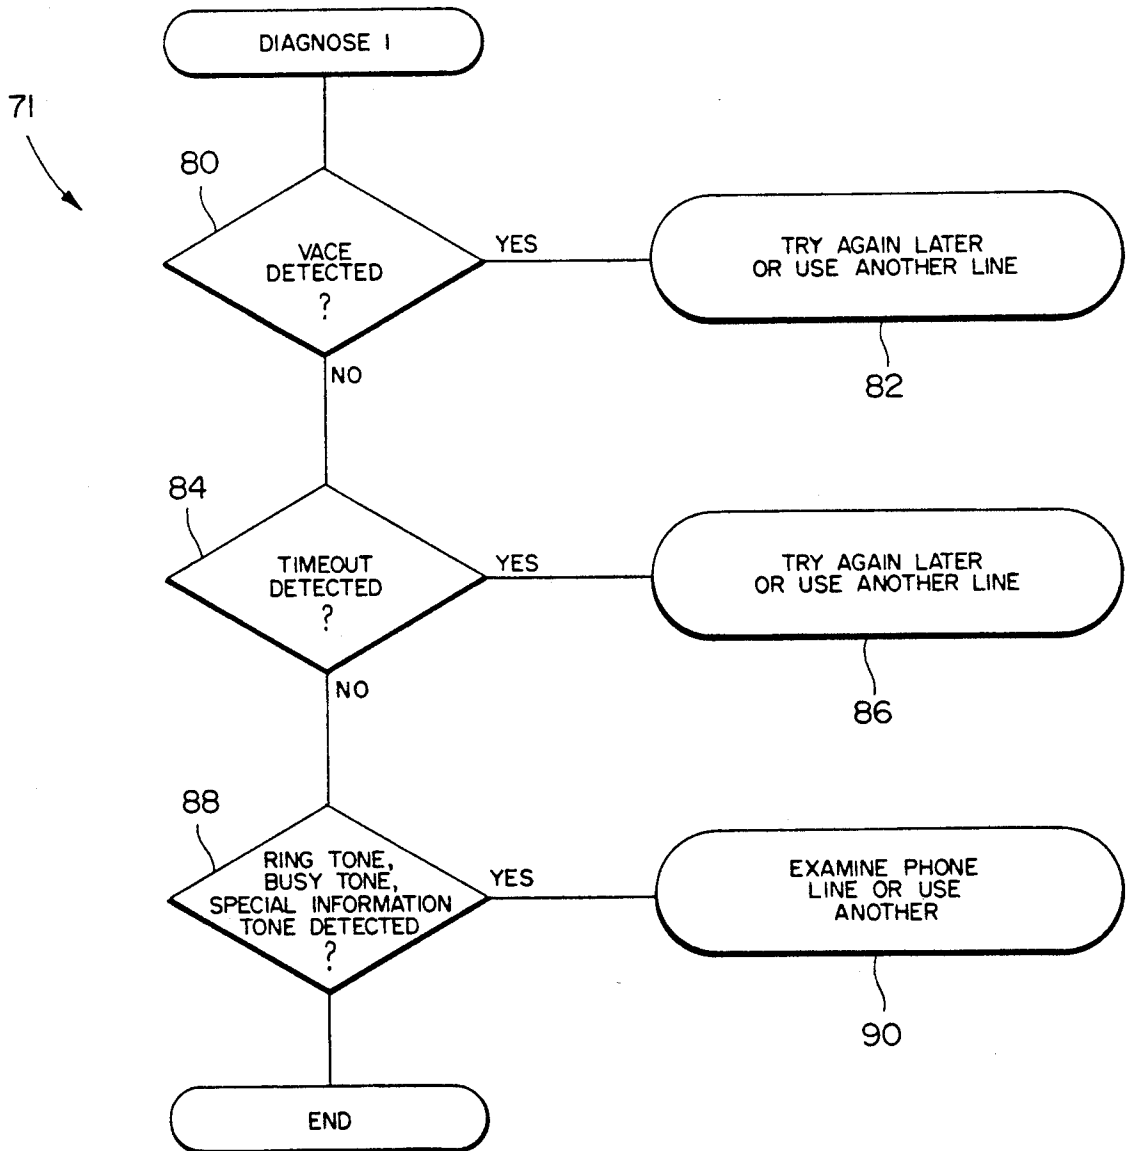 DIAGNOSE 1
71
80
VACE
DETECTED
?
YES
TRY AGAIN LATER
OR USE ANOTHER LINE
82
NO
84
TIMEOUT
DETECTED
?
YES
TRY AGAIN LATER
OR USE ANOTHER LINE
86
NO
88
RING TONE,
BUSY TONE,
SPECIAL INFORMATION
TONE DETECTED
?
YES
EXAMINE PHONE
LINE OR USE
ANOTHER
90
END